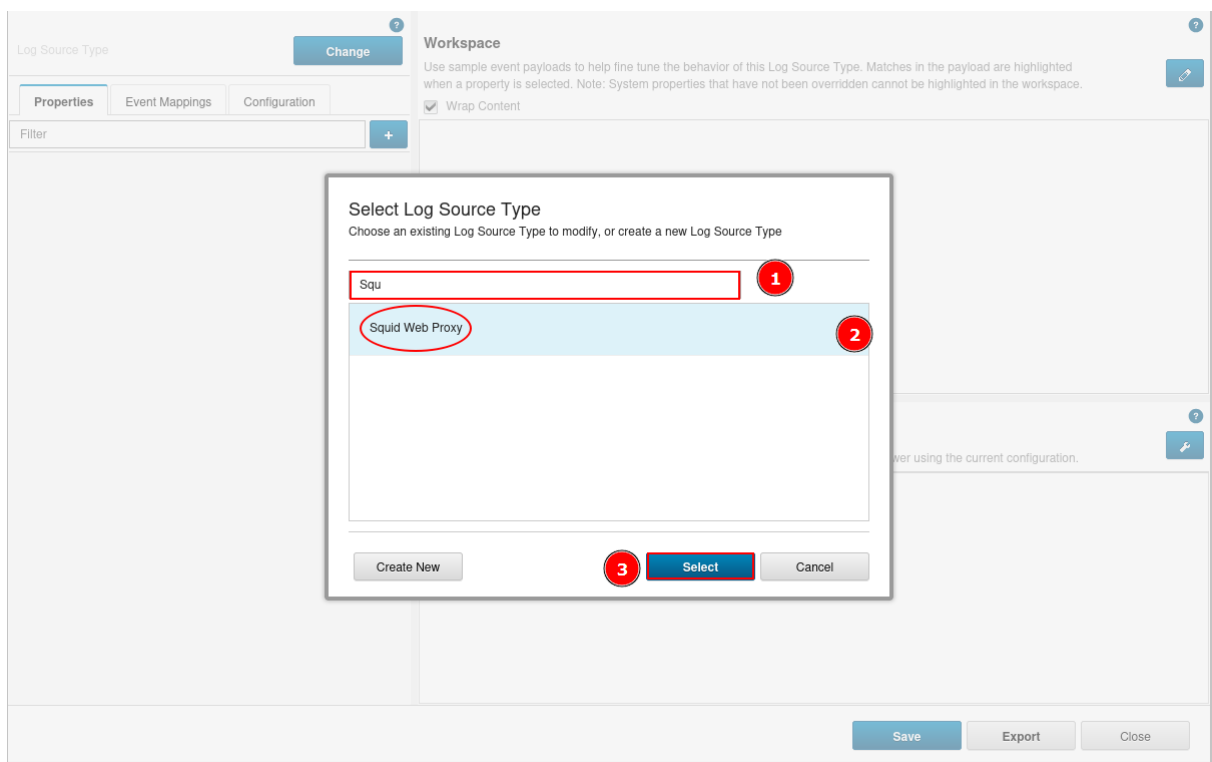 Log Source Type
?
Change
Properties
Event Mappings
Configuration
Filter
+
Workspace
?
Use sample event payloads to help fine tune the behavior of this Log Source Type. Matches in the payload are highlighted
when a property is selected. Note: System properties that have not been overridden cannot be highlighted in the workspace.
Wrap Content
Select Log Source Type
Choose an existing Log Source Type to modify, or create a new Log Source Type
Squ
1
Squid Web Proxy
2
Create New
3
Select
Cancel
?
using the current configuration.
Save
Export
Close